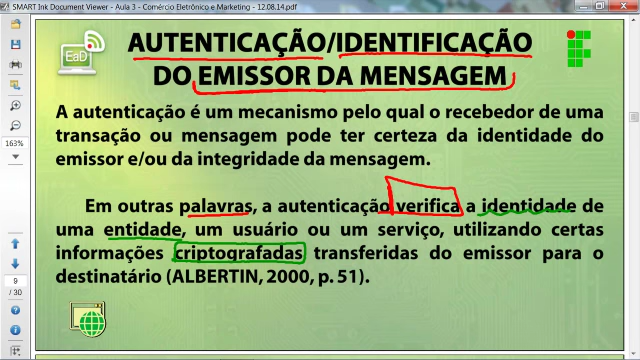 SMART Ink Document Viewer - Aula 3 - Comércio Eletrônico e Marketing - 12.08.14.pdf
EaD
AUTENTICAÇÃO/IDENTIFICAÇÃO
DO EMISSOR DA MENSAGEM
163%
A autenticação é um mecanismo pelo qual o recebedor de uma
transação ou mensagem pode ter certeza da identidade do
emissor e/ou da integridade da mensagem.
Em outras palavras, a autenticação verifica a identidade de
uma entidade, um usuário ou um serviço, utilizando certas
informações criptografadas transferidas do emissor para o
destinatário (ALBERTIN, 2000, p. 51).
9
/ 30